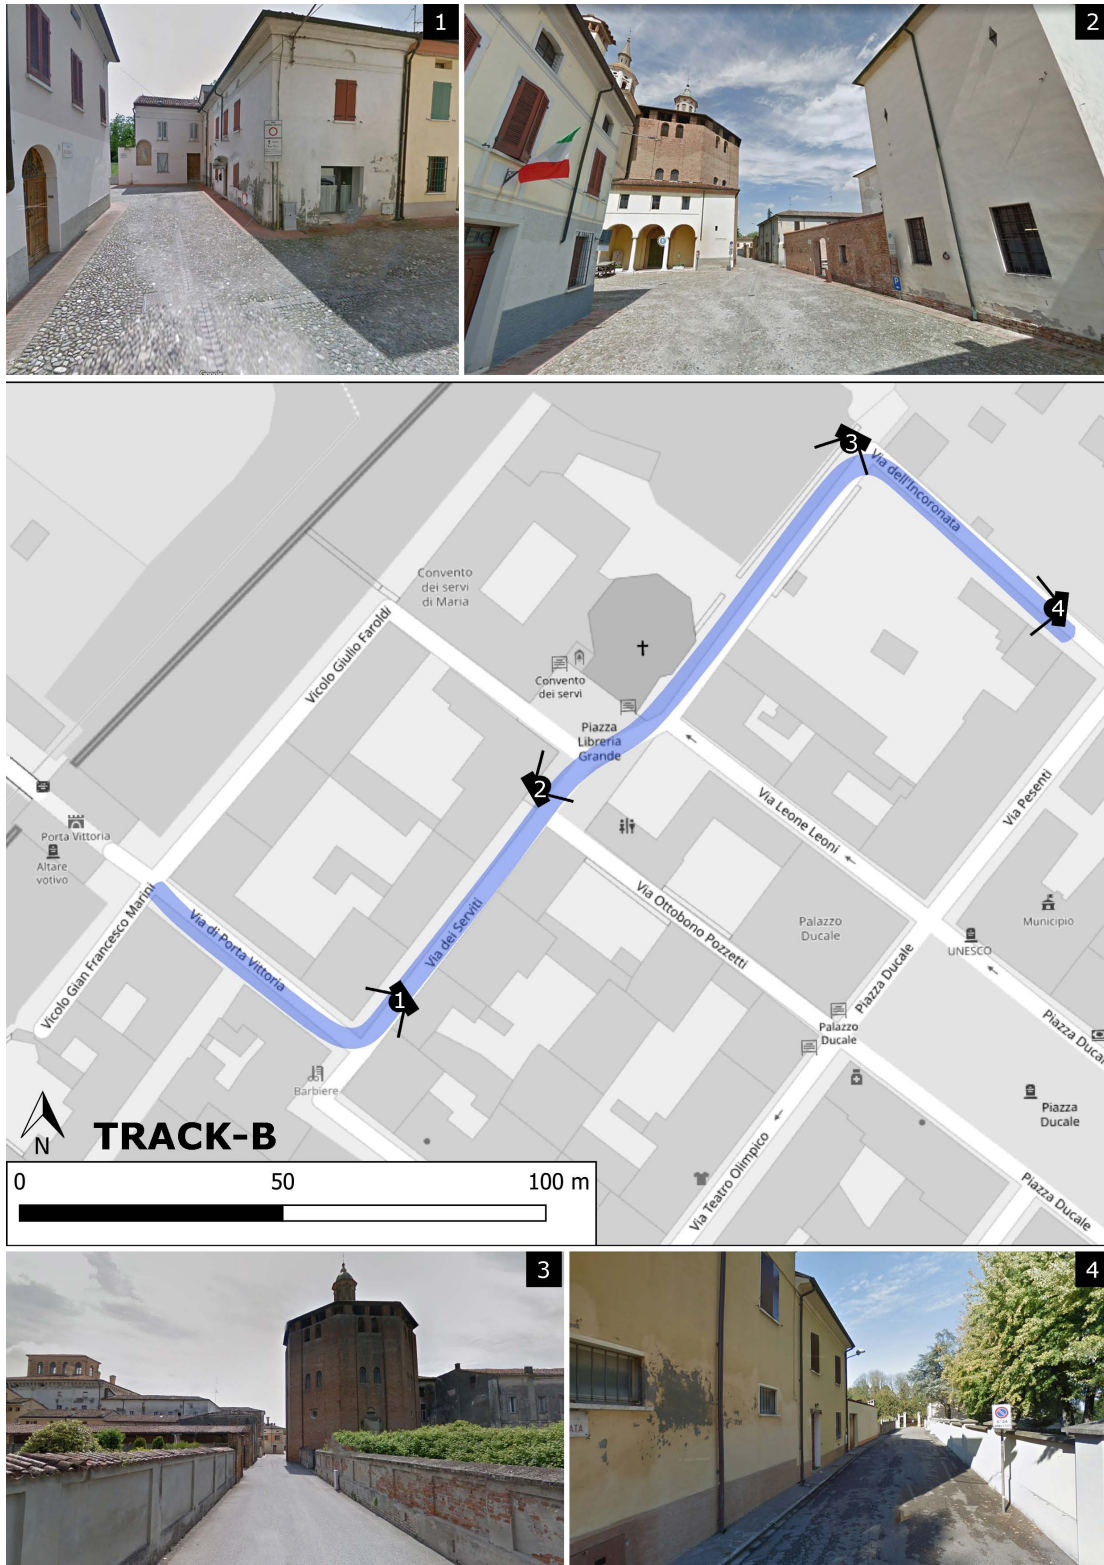 1
2
3
Via dell'Incoronata
4
Convento
dei servi
di Maria
Vicolo Giulio Faroldi
Convento
dei servi
Piazza
Libreria
Grande
2
Via Leone Leoni
Via Pesenti
Porta Vittoria
Altare
votivo
Vicolo Gian Francesco Marini
Via di Porta Vittoria
Via dei Serviti
Via Ottobono Pozzetti
Palazzo
Ducale
Municipio
UNESCO
Piazza Ducale
1
Palazzo
Ducale
Piazza Ducale
Barbiere
Piazza
Ducale
N
TRACK-B
Via Teatro Olimpico
Piazza Ducale
0 50 100 m
3
4
ATA